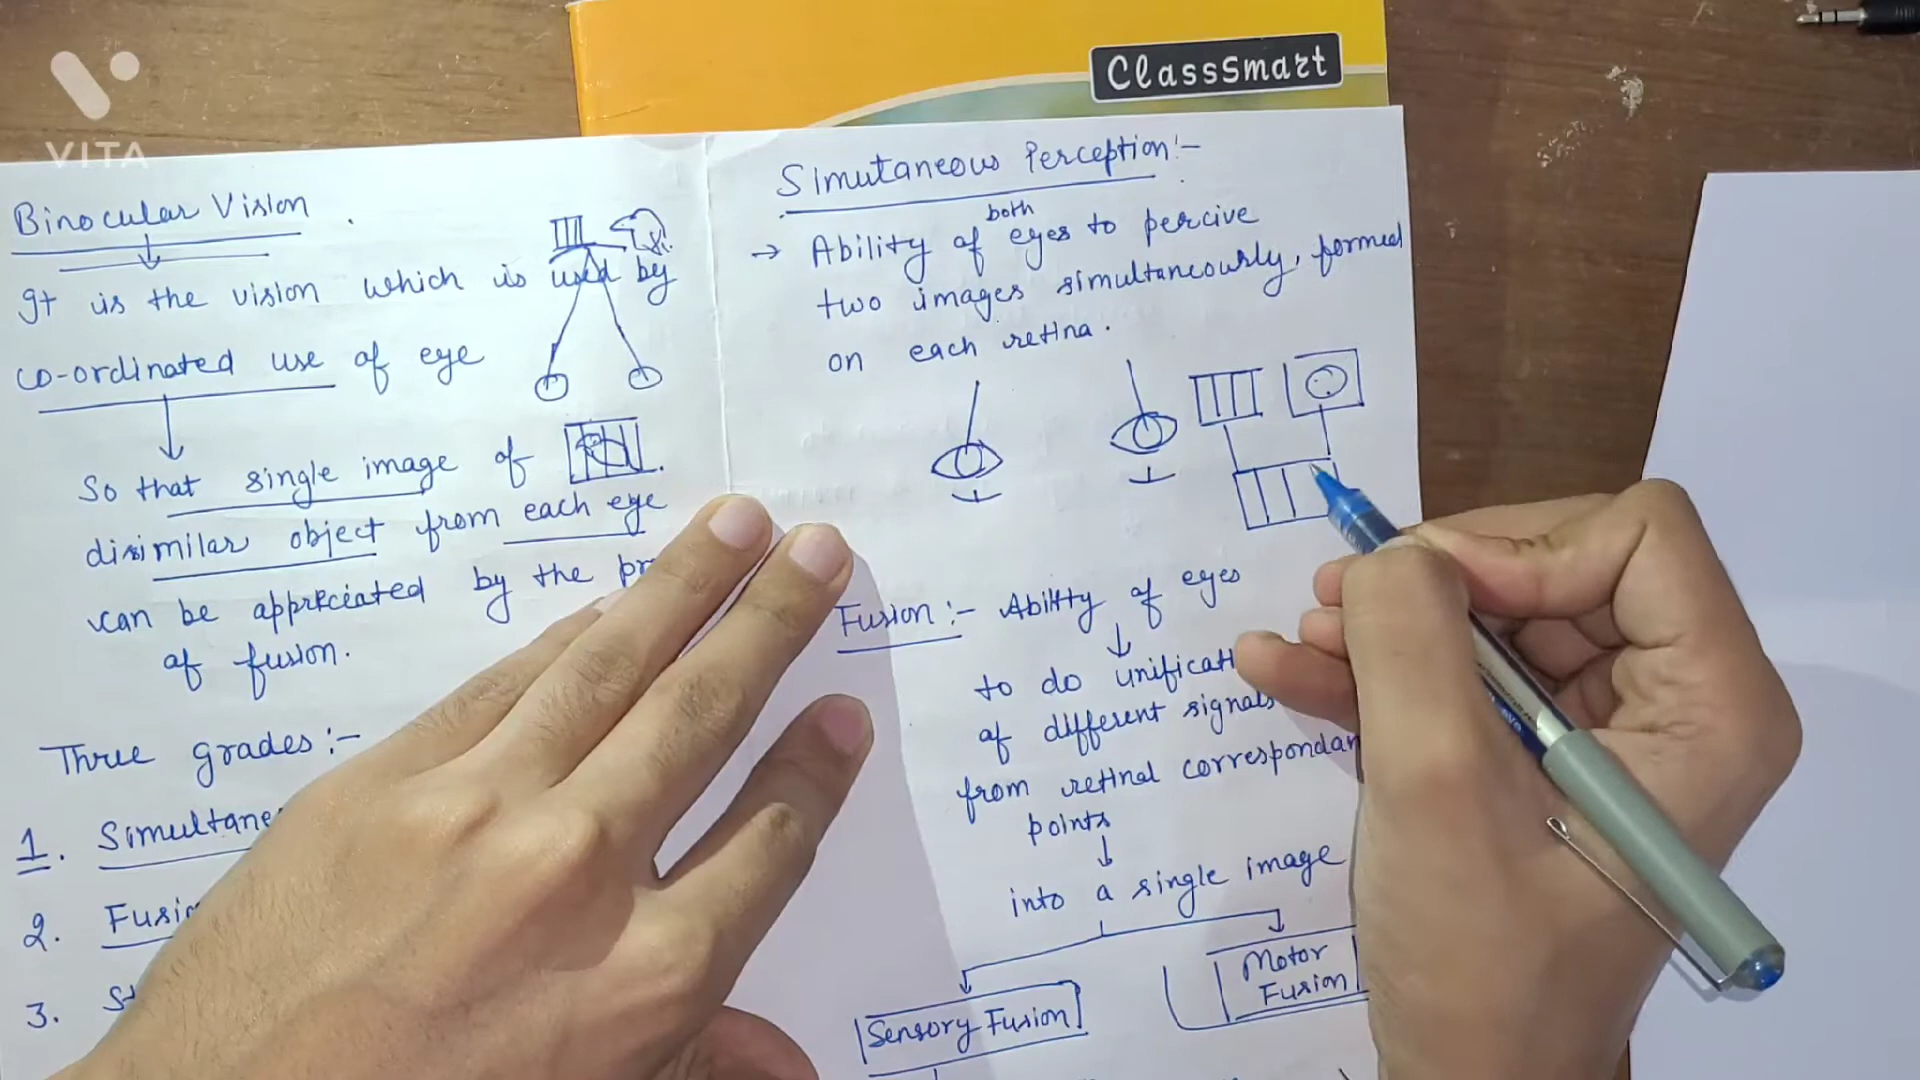 VITA
ClassSmart
Binocular Vision
It is the vision which is used by
co-ordinated use of eye
So that single image of
disimilar object from each eye
can be appreciated by the
of fusion.
Three grades:-
1. Simultane
2. Fusio
3. St
Simutaneous Perception:-
both
→ Ability of eyes to percive
two images simultaneously, formed
on each retina.
Fusion:- Ability of eyes
to do unificati
of different signals
from retinal correspondan
points
into a single image
Sensory Fusion
Motor
Fusion